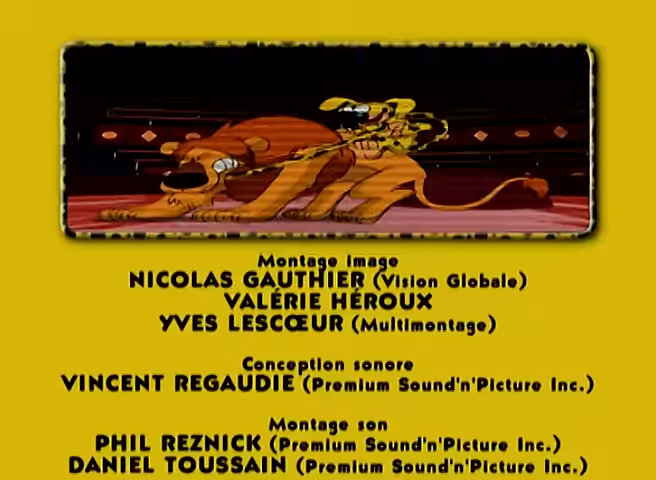 Montage image
NICOLAS GAUTHIER (Vision Globale)
VALÉRIE HÉROUX
YVES LESCŒUR (Multimontage)
Conception sonore
VINCENT REGAUDIE (Premium Sound'n'Picture Inc.)
Montage son
PHIL REZNICK (Premium Sound'n'Picture Inc.)
DANIEL TOUSSAIN (Premium Sound'n'Picture Inc.)